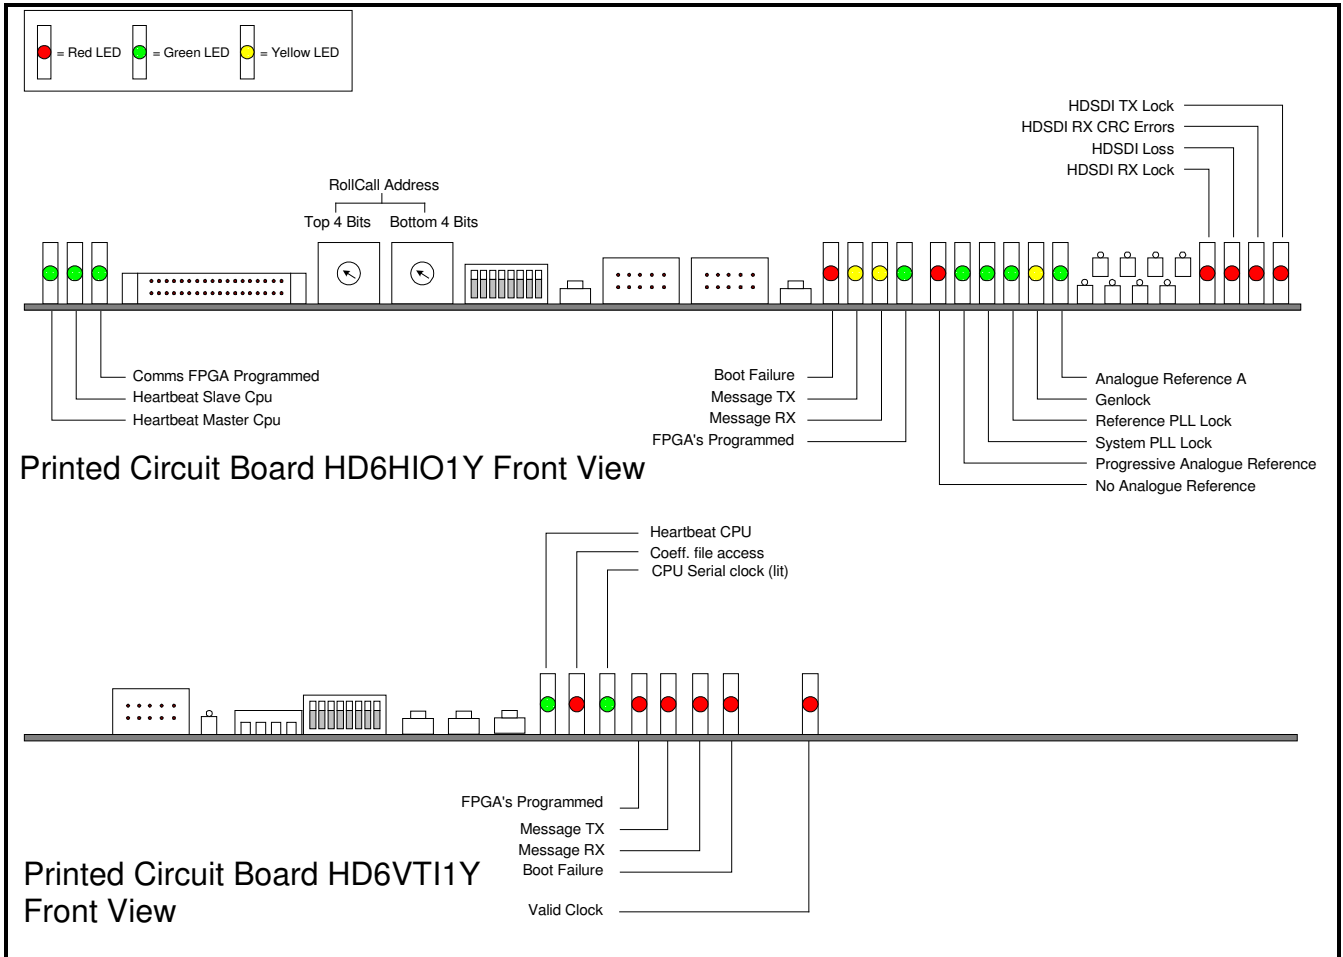 = Red LED
= Green LED
= Yellow LED
HDSDI TX Lock
HDSDI RX CRC Errors
HDSDI Loss
HDSDI RX Lock
RollCall Address
Top 4 Bits
Bottom 4 Bits
Comms FPGA Programmed
Heartbeat Slave Cpu
Heartbeat Master Cpu
Boot Failure
Message TX
Message RX
FPGA's Programmed
Analogue Reference A
Genlock
Reference PLL Lock
System PLL Lock
Progressive Analogue Reference
No Analogue Reference
Printed Circuit Board HD6HIO1Y Front View
Heartbeat CPU
Coeff. file access
CPU Serial clock (lit)
FPGA's Programmed
Message TX
Message RX
Boot Failure
Valid Clock
Printed Circuit Board HD6VTI1Y
Front View